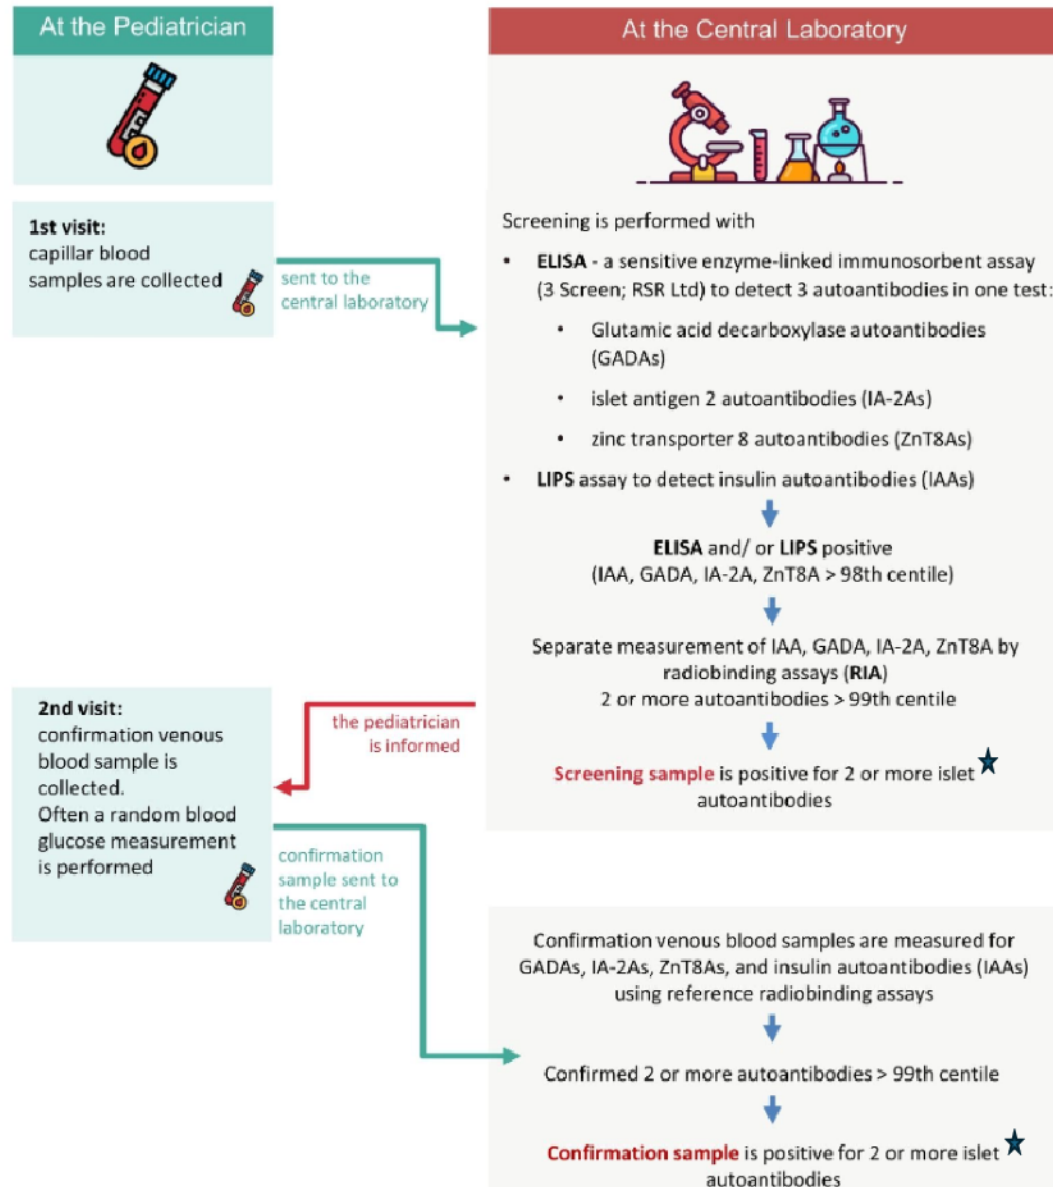 At the Pediatrician
At the Central Laboratory
1st visit:
capillar blood
samples are collected
sent to the
central laboratory
Screening is performed with
• ELISA - a sensitive enzyme-linked immunosorbent assay
(3 Screen; RSR Ltd) to detect 3 autoantibodies in one test:
• Glutamic acid decarboxylase autoantibodies
(GADAs)
• islet antigen 2 autoantibodies (IA-2As)
• zinc transporter 8 autoantibodies (ZnT8As)
• LIPS assay to detect insulin autoantibodies (IAAs)
ELISA and/ or LIPS positive
(IAA, GADA, IA-2A, ZnT8A > 98th centile)
Separate measurement of IAA, GADA, IA-2A, ZnT8A by
radiobinding assays (RIA)
2 or more autoantibodies > 99th centile
Screening sample is positive for 2 or more islet
autoantibodies
the pediatrician
is informed
2nd visit:
confirmation venous
blood sample is
collected.
Often a random blood
glucose measurement
is performed
confirmation
sample sent to
the central
laboratory
Confirmation venous blood samples are measured for
GADAs, IA-2As, ZnT8As, and insulin autoantibodies (IAAs)
using reference radiobinding assays
Confirmed 2 or more autoantibodies > 99th centile
Confirmation sample is positive for 2 or more islet
autoantibodies